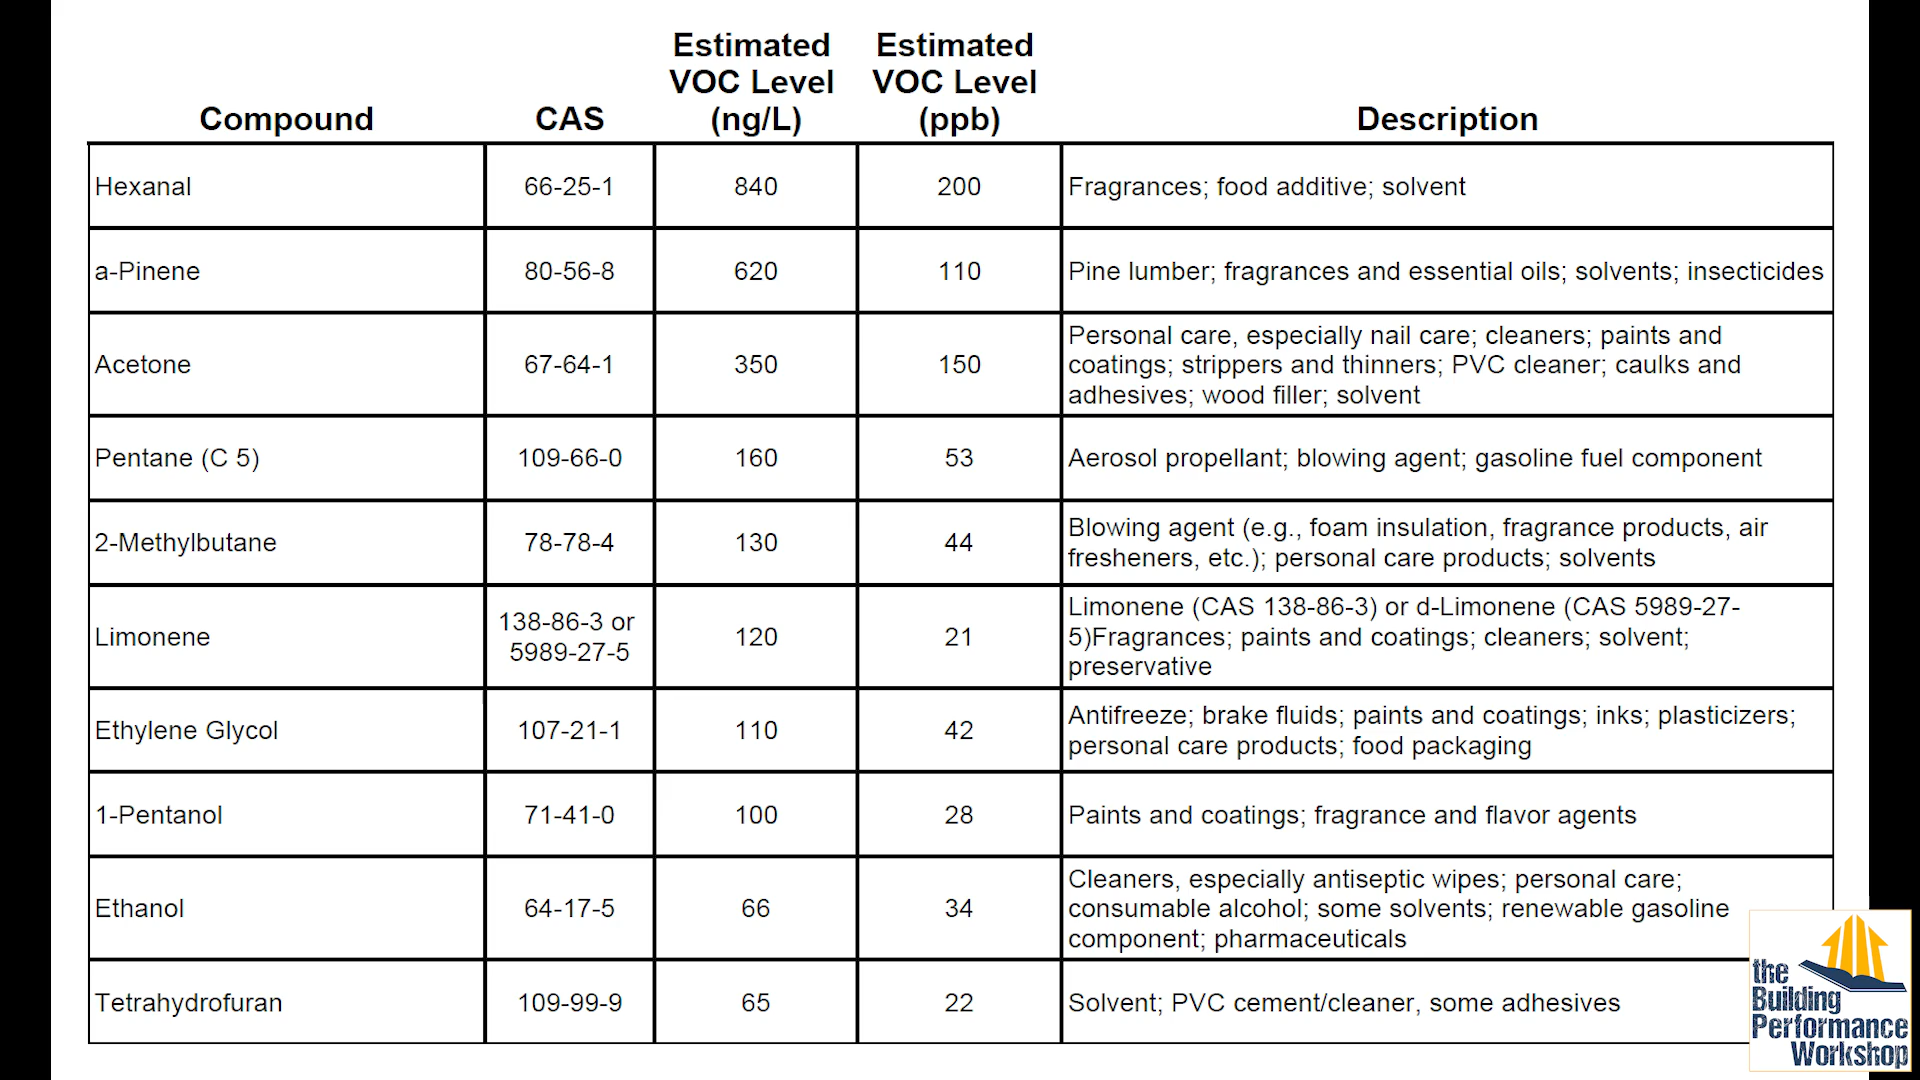 Estimated Estimated
VOC Level VOC Level
Compound CAS (ng/L) (ppb) Description
Hexanal 66-25-1 840 200 Fragrances; food additive; solvent
a-Pinene 80-56-8 620 110 Pine lumber; fragrances and essential oils; solvents; insecticides
Personal care, especially nail care; cleaners; paints and
Acetone 67-64-1 350 150 coatings; strippers and thinners; PVC cleaner; caulks and
adhesives; wood filler; solvent
Pentane (C 5) 109-66-0 160 53 Aerosol propellant; blowing agent; gasoline fuel component
2-Methylbutane 78-78-4 130 44 Blowing agent (e.g., foam insulation, fragrance products, air
fresheners, etc.); personal care products; solvents
Limonene 138-86-3 or 120 21 Limonene (CAS 138-86-3) or d-Limonene (CAS 5989-27-
5989-27-5 5)Fragrances; paints and coatings; cleaners; solvent;
preservative
Ethylene Glycol 107-21-1 110 42 Antifreeze; brake fluids; paints and coatings; inks; plasticizers;
personal care products; food packaging
1-Pentanol 71-41-0 100 28 Paints and coatings; fragrance and flavor agents
Cleaners, especially antiseptic wipes; personal care;
Ethanol 64-17-5 66 34 consumable alcohol; some solvents; renewable gasoline
component; pharmaceuticals
Tetrahydrofuran 109-99-9 65 22 Solvent; PVC cement/cleaner, some adhesives
the
Building
Performance
Workshop